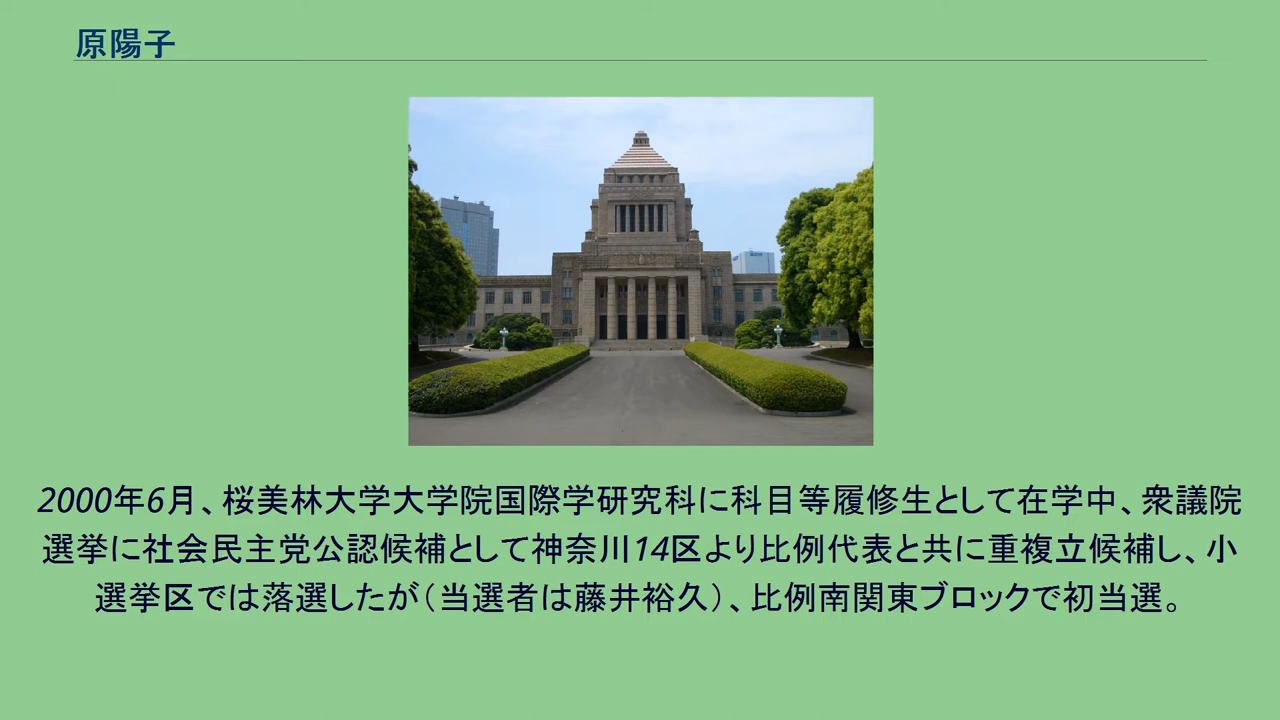 原陽子
2000年6月、桜美林大学大学院国際学研究科に科目等履修生として在学中、衆議院
選挙に社会民主党公認候補として神奈川14区より比例代表と共に重複立候補し、小
選挙区では落選したが（当選者は藤井裕久）、比例南関東ブロックで初当選。